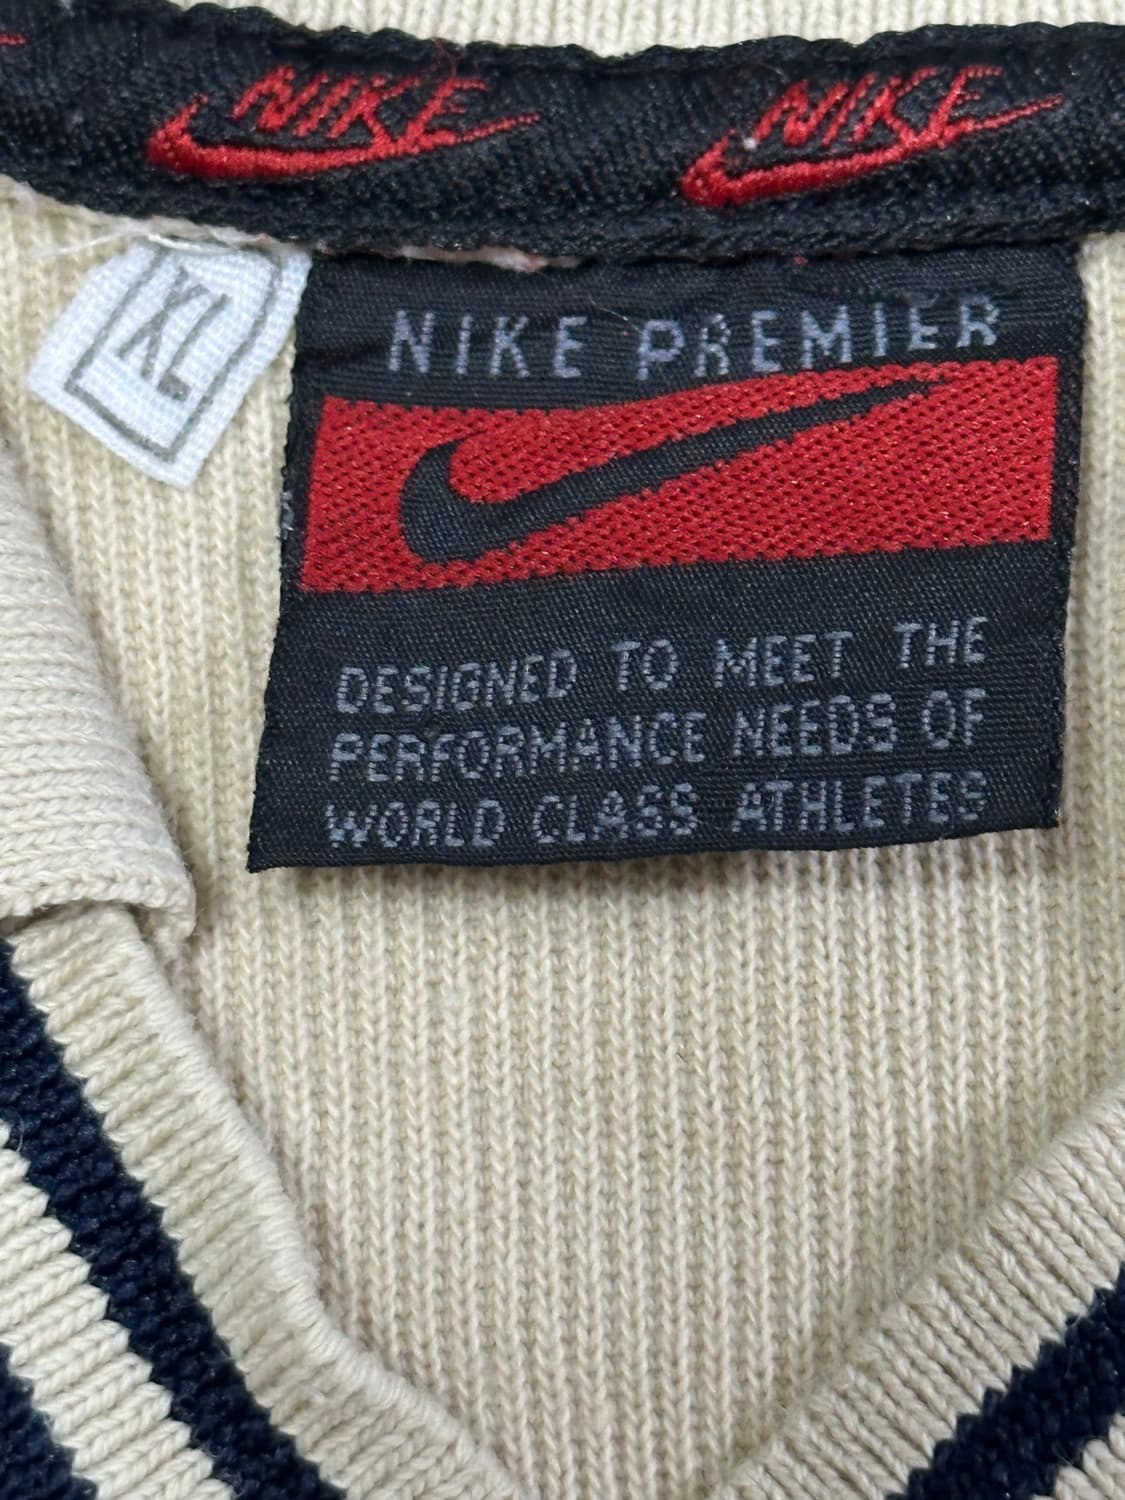 NIKE NIKE
XL
NIKE PREMIER
DESIGNED TO MEET THE
PERFORMANCE NEEDS OF
WORLD CLASS ATHLETES